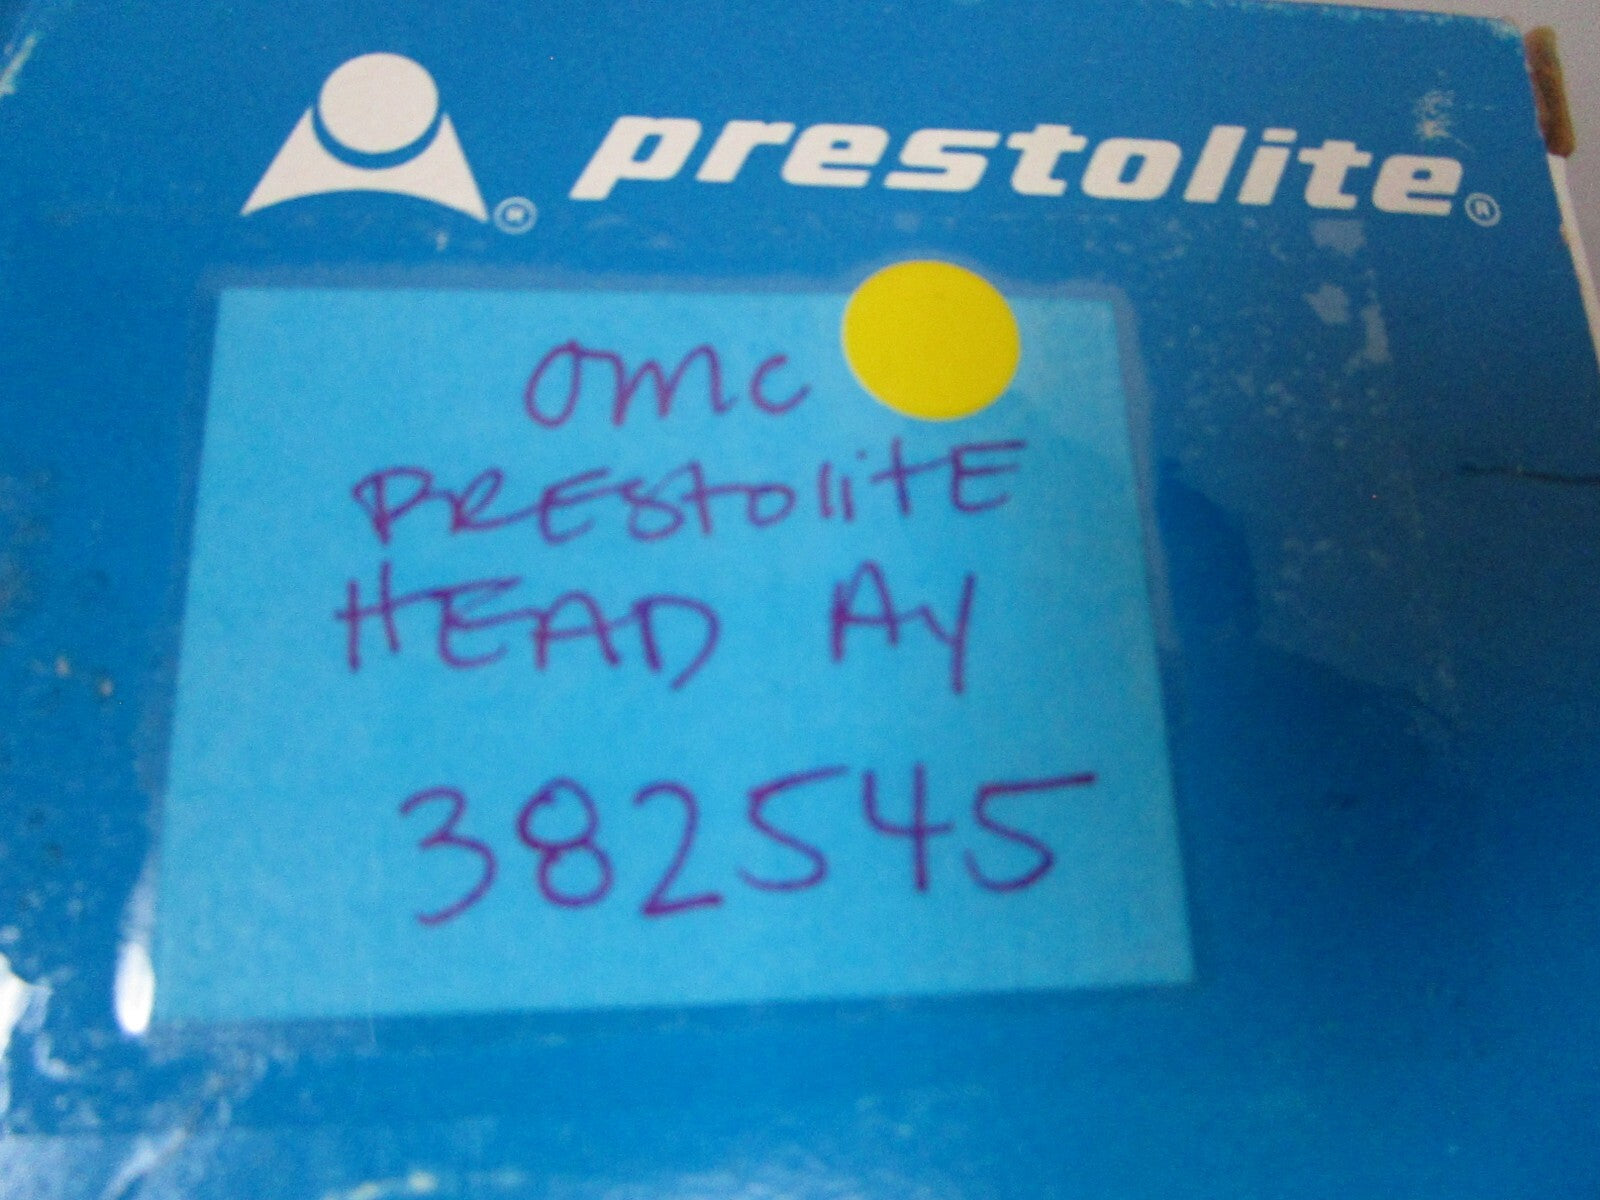 prestolite®
OMC
PREStOlitE
HEAD AY
382545